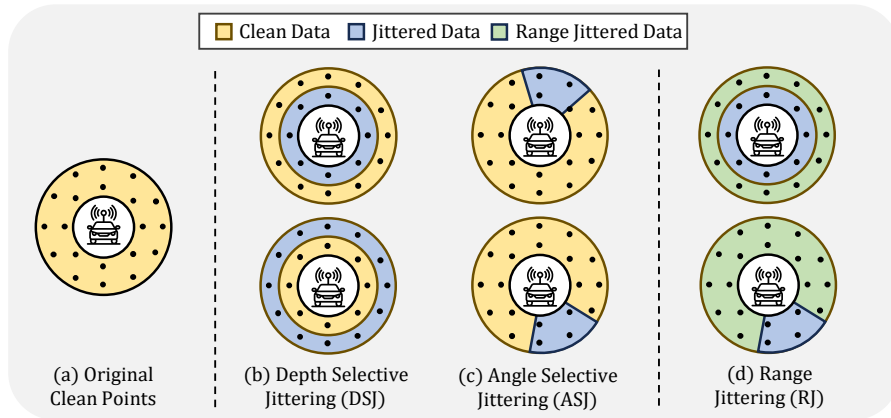 Clean Data Jittered Data Range Jittered Data
(a) Original
Clean Points
(b) Depth Selective
Jittering (DSJ)
(c) Angle Selective
Jittering (ASJ)
(d) Range
Jittering (RJ)